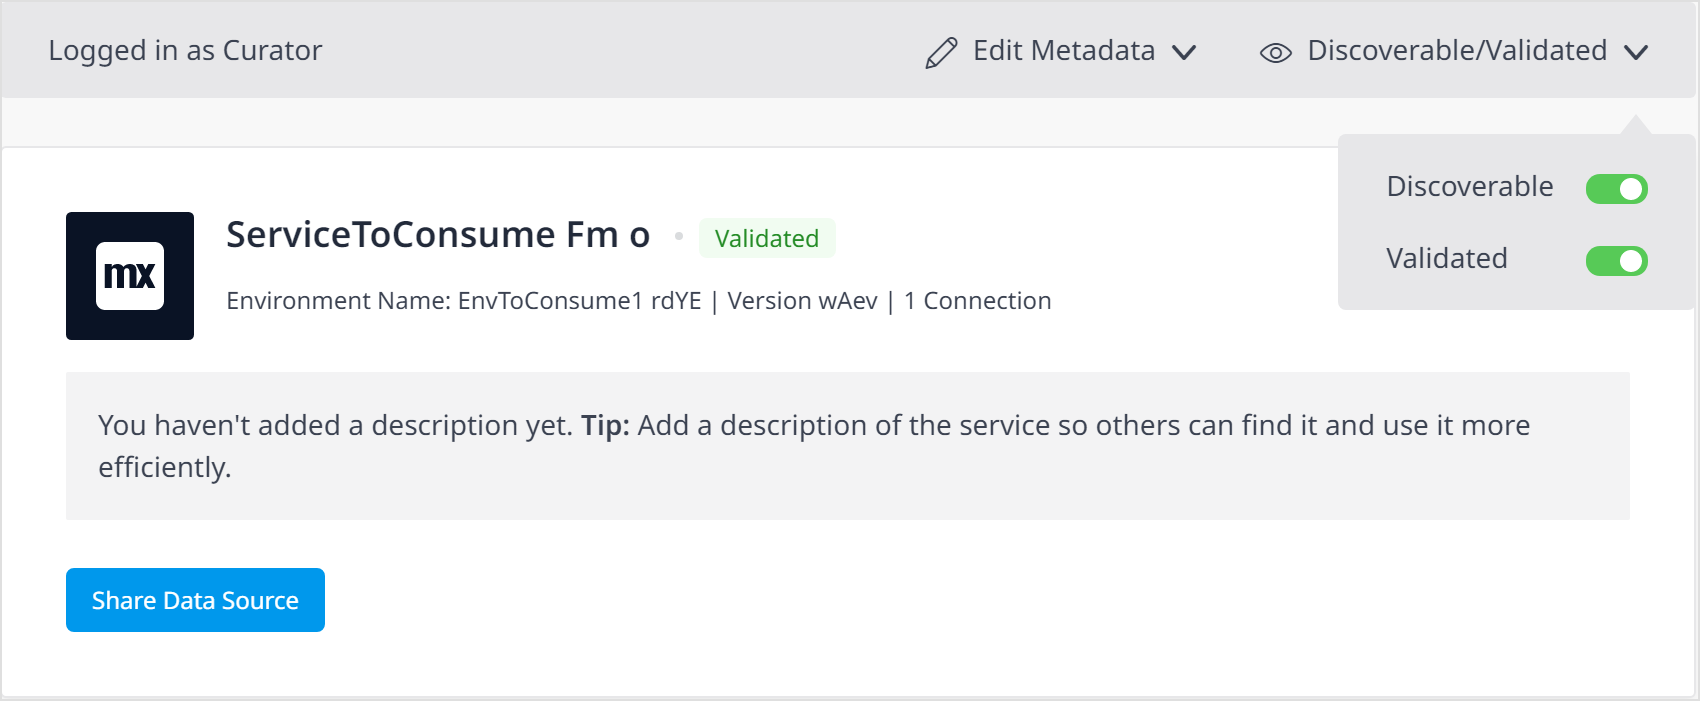 Logged in as Curator
Edit Metadata
Discoverable/Validated
Discoverable
Validated
mx
ServiceToConsume Fm o
Validated
Environment Name: EnvToConsume1 rdYE | Version wAev | 1 Connection
You haven't added a description yet. Tip: Add a description of the service so others can find it and use it more
efficiently.
Share Data Source